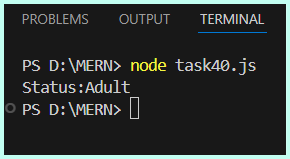 PROBLEMS OUTPUT TERMINAL
PS D:\MERN> node task40.js
Status:Adult
PS D:\MERN>